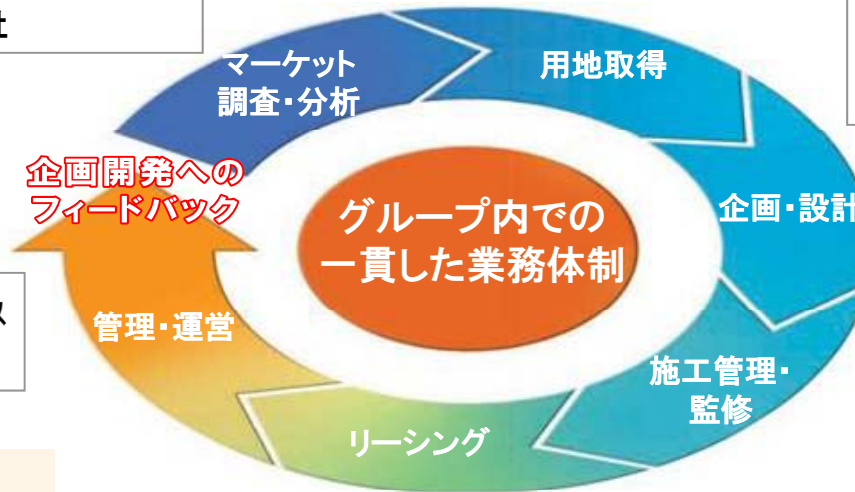 社
マーケット
調査・分析
用地取得
企画開発への
フィードバック
グループ内での
一貫した業務体制
企画・設計
ス
管理・運営
施工管理・
監修
リーシング